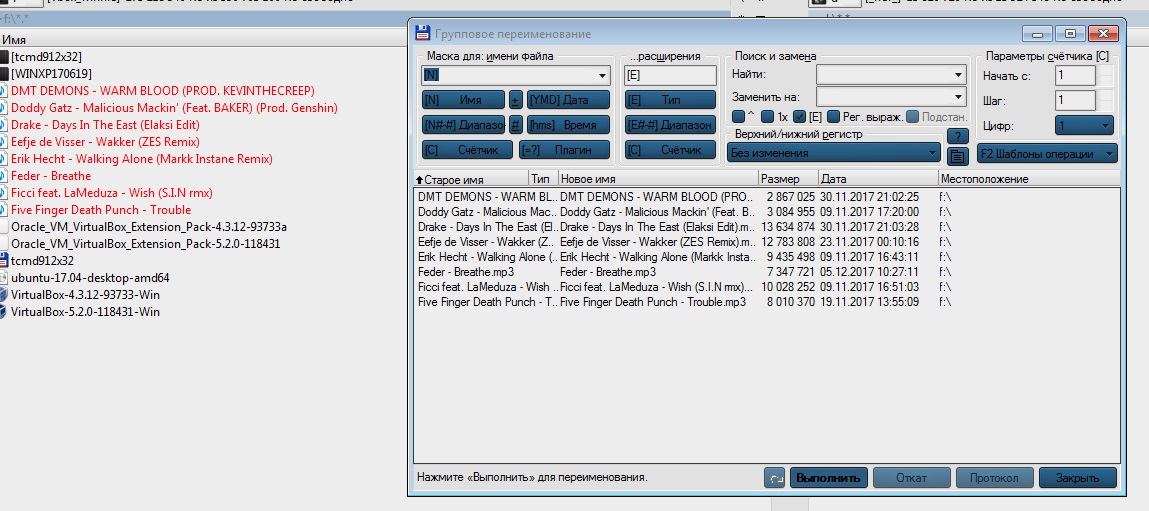 f:\*.*
Имя
[tcmd912x32]
[WINXP170619]
DMT DEMONS - WARM BLOOD (PROD. KEVINTHECREEP)
Doddy Gatz - Malicious Mackin' (Feat. BAKER) (Prod. Genshin)
Drake - Days In The East (Elaksi Edit)
Eefje de Visser - Wakker (ZES Remix)
Erik Hecht - Walking Alone (Markk Instane Remix)
Feder - Breathe
Ficci feat. LaMeduza - Wish (S.I.N rmx)
Five Finger Death Punch - Trouble
Oracle_VM_VirtualBox_Extension_Pack-4.3.12-93733a
Oracle_VM_VirtualBox_Extension_Pack-5.2.0-118431
tcmd912x32
ubuntu-17.04-desktop-amd64
VirtualBox-4.3.12-93733-Win
VirtualBox-5.2.0-118431-Win
Групповое переименование
Маска для: имени файла ...расширения Поиск и замена Параметры счётчика [C]
[N] [E] Найти: Начать с: 1
[N] Имя + [YMD] Дата [E] Тип Заменить на: Шаг: 1
[N#-#] Диапазо # [hms] Время [E#-#] Диапазон ^ 1x [E] Рег. выраж. Подстан. Цифр: 1
[C] Счётчик [=?] Плагин [C] Счётчик Верхний/нижний регистр ?
Без изменения F2 Шаблоны операции
Старое имя Тип Новое имя Размер Дата Местоположение
DMT DEMONS - WARM BL... DMT DEMONS - WARM BLOOD (PRO... 2 867 025 30.11.2017 21:02:25 f:\
Doddy Gatz - Malicious Mac... Doddy Gatz - Malicious Mackin' (Feat. B... 3 084 955 09.11.2017 17:20:00 f:\
Drake - Days In The East (El... Drake - Days In The East (Elaksi Edit).m... 13 634 874 30.11.2017 21:03:28 f:\
Eefje de Visser - Wakker (Z... Eefje de Visser - Wakker (ZES Remix).m... 12 783 808 23.11.2017 00:10:16 f:\
Erik Hecht - Walking Alone (... Erik Hecht - Walking Alone (Markk Insta... 9 435 498 09.11.2017 16:43:11 f:\
Feder - Breathe.mp3 Feder - Breathe.mp3 7 347 721 05.12.2017 10:27:11 f:\
Ficci feat. LaMeduza - Wish ... Ficci feat. LaMeduza - Wish (S.I.N rmx)... 10 028 252 09.11.2017 16:51:03 f:\
Five Finger Death Punch - T... Five Finger Death Punch - Trouble.mp3 8 010 370 19.11.2017 13:55:09 f:\
Нажмите «Выполнить» для переименования. Выполнить Откат Протокол Закрыть